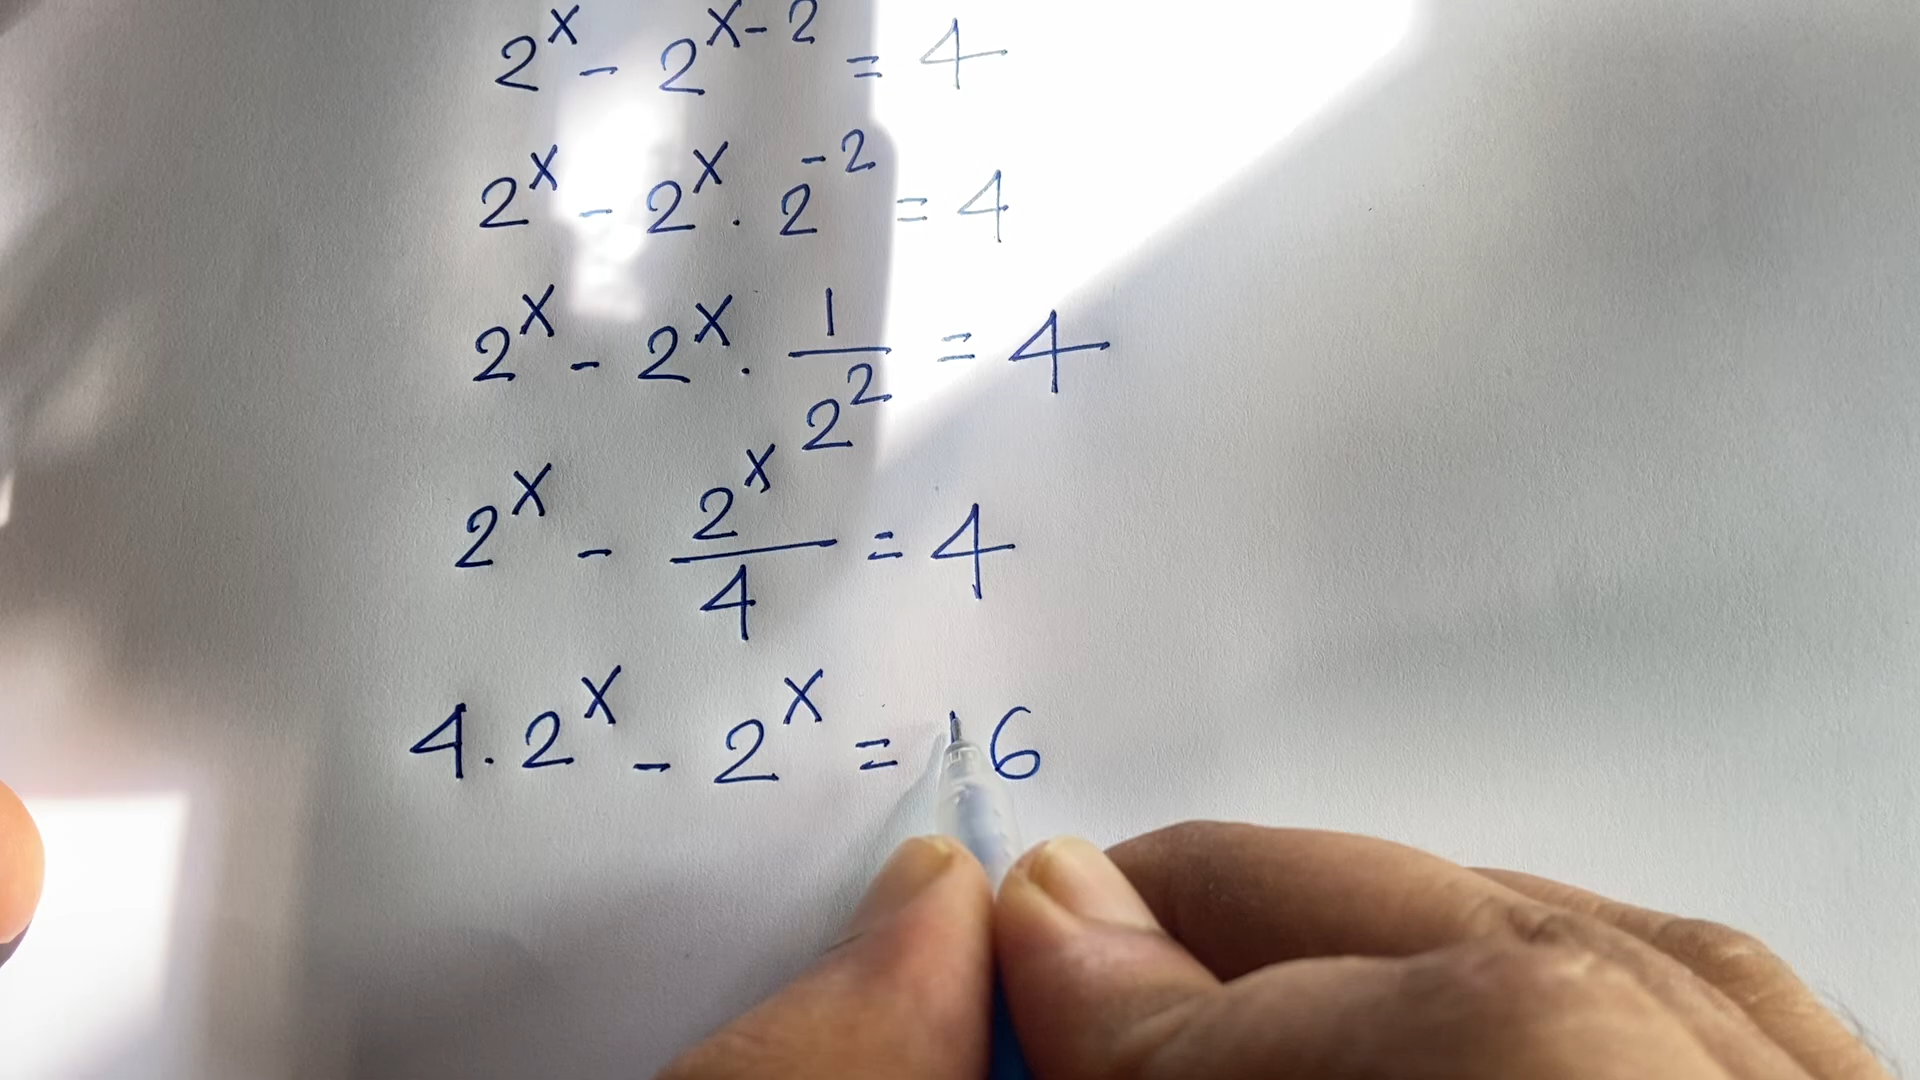 2^x - 2^{x-2} = 4
2^x - 2^x . 2^{-2} = 4
2^x - 2^x . 1/2^2 = 4
2^x - 2^x/4 = 4
4.2^x - 2^x = 16